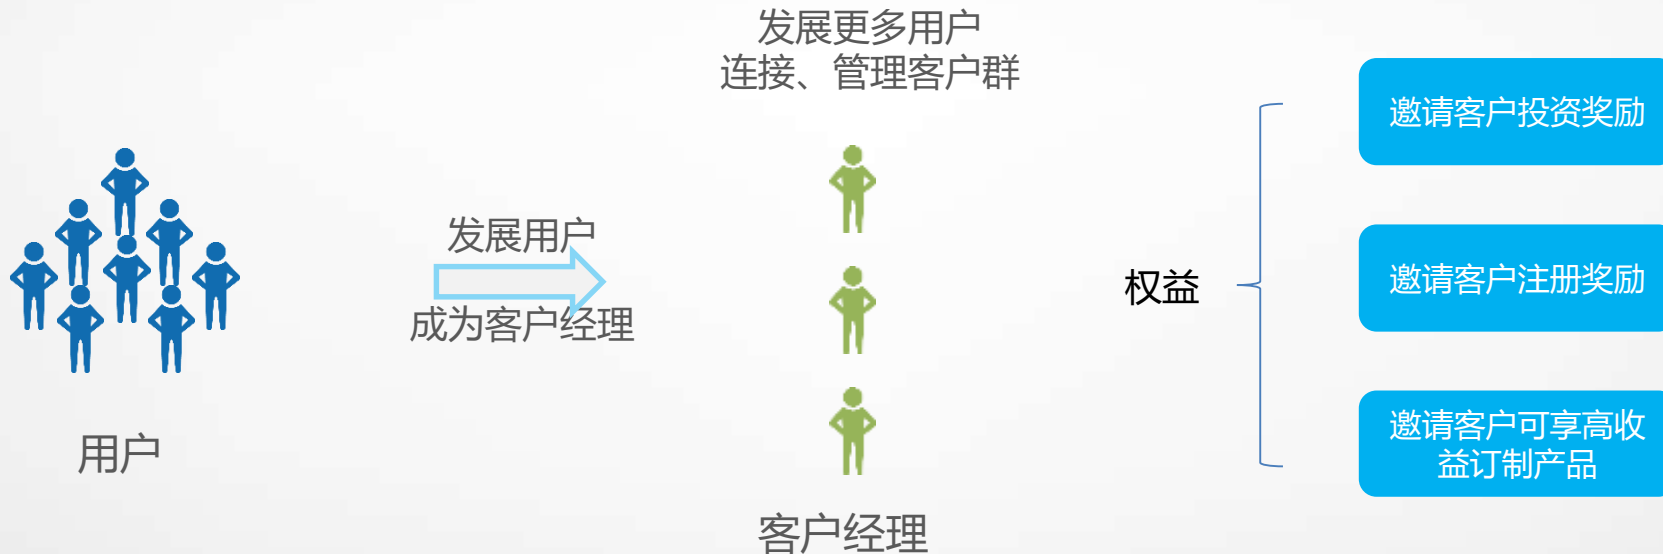 发展更多用户
连接、管理客户群
发展用户
成为客户经理
用户
客户经理
权益
邀请客户投资奖励
邀请客户注册奖励
邀请客户可享高收
益订制产品